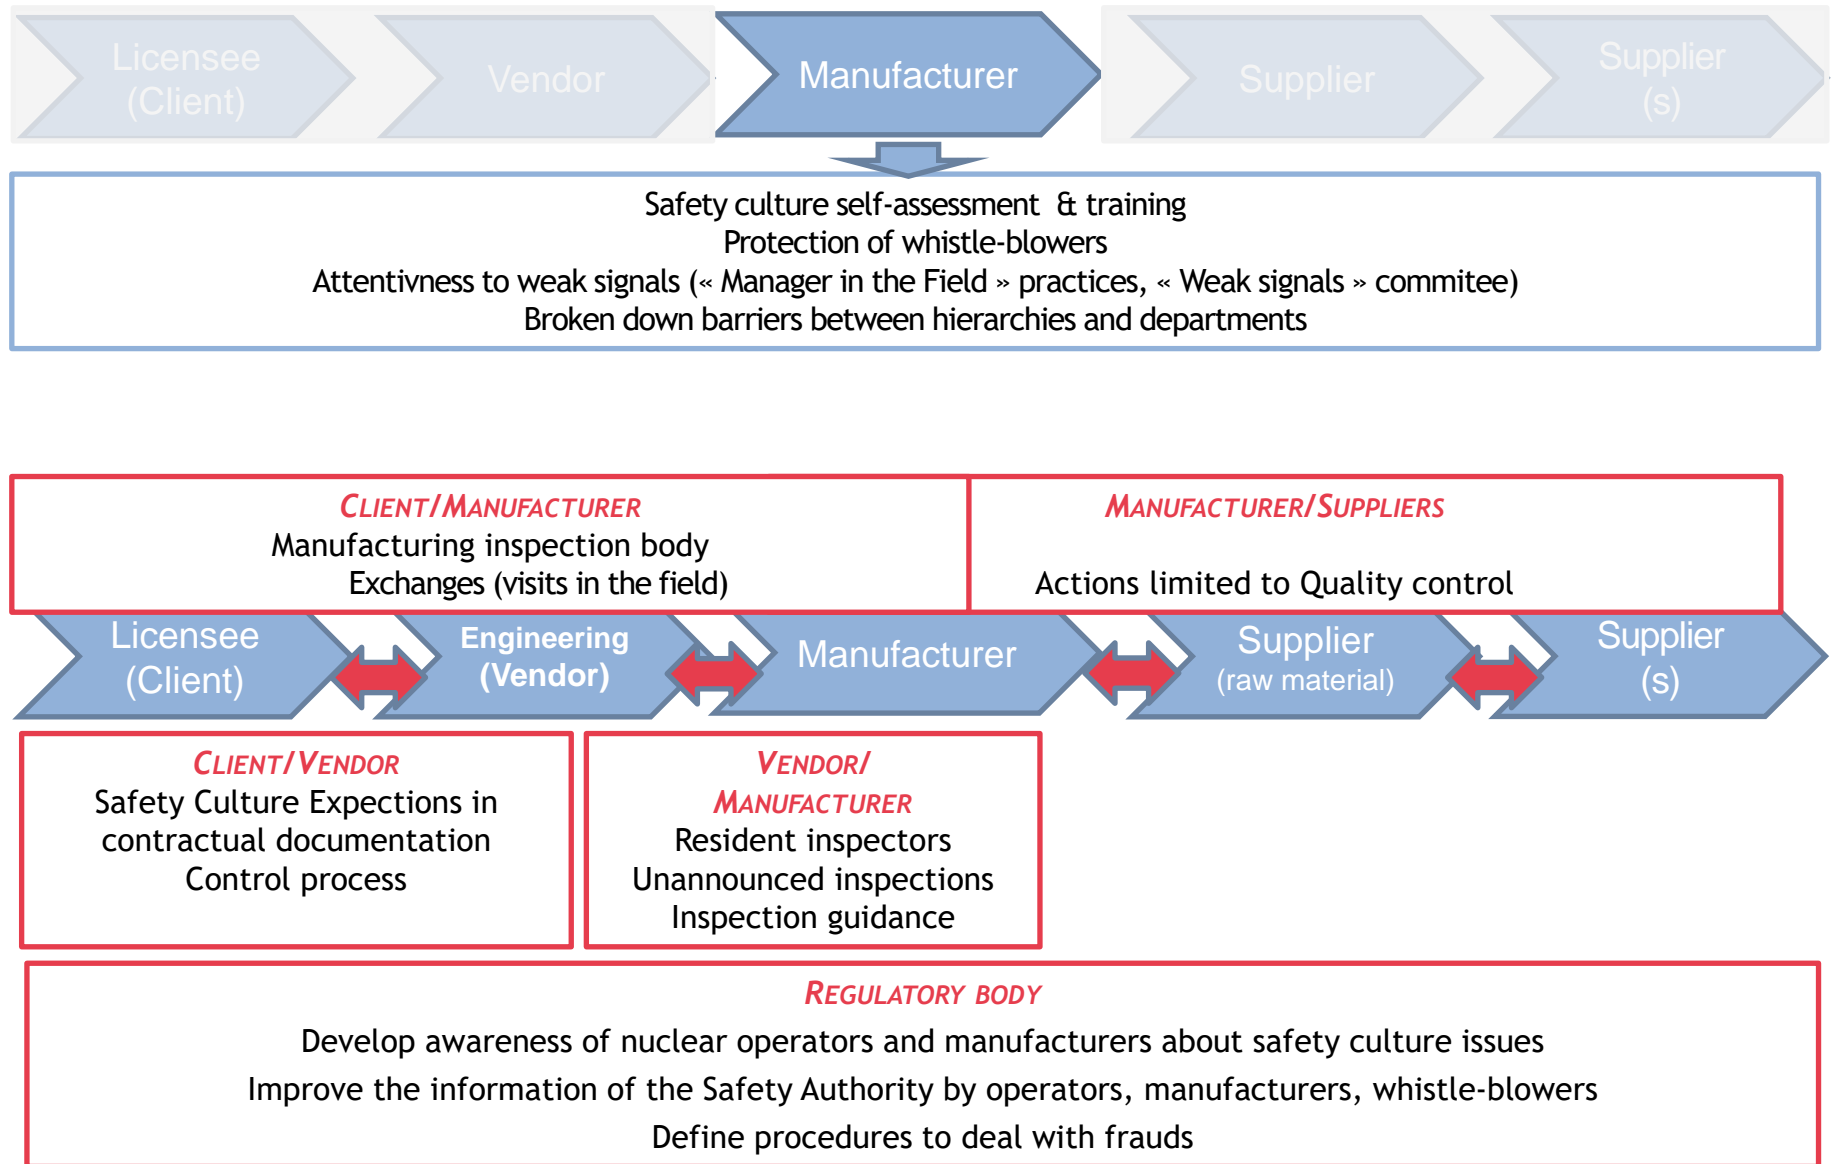 Licensee
(Client)
Vendor
Manufacturer
Supplier
Supplier
(s)
Safety culture self-assessment & training
Protection of whistle-blowers
Attentivness to weak signals (« Manager in the Field » practices, « Weak signals » commitee)
Broken down barriers between hierarchies and departments
CLIENT/MANUFACTURER
Manufacturing inspection body
Exchanges (visits in the field)
MANUFACTURER/SUPPLIERS
Actions limited to Quality control
Licensee
(Client)
Engineering
(Vendor)
Manufacturer
Supplier
(raw material)
Supplier
(s)
CLIENT/VENDOR
Safety Culture Expections in
contractual documentation
Control process
VENDOR/
MANUFACTURER
Resident inspectors
Unannounced inspections
Inspection guidance
REGULATORY BODY
Develop awareness of nuclear operators and manufacturers about safety culture issues
Improve the information of the Safety Authority by operators, manufacturers, whistle-blowers
Define procedures to deal with frauds